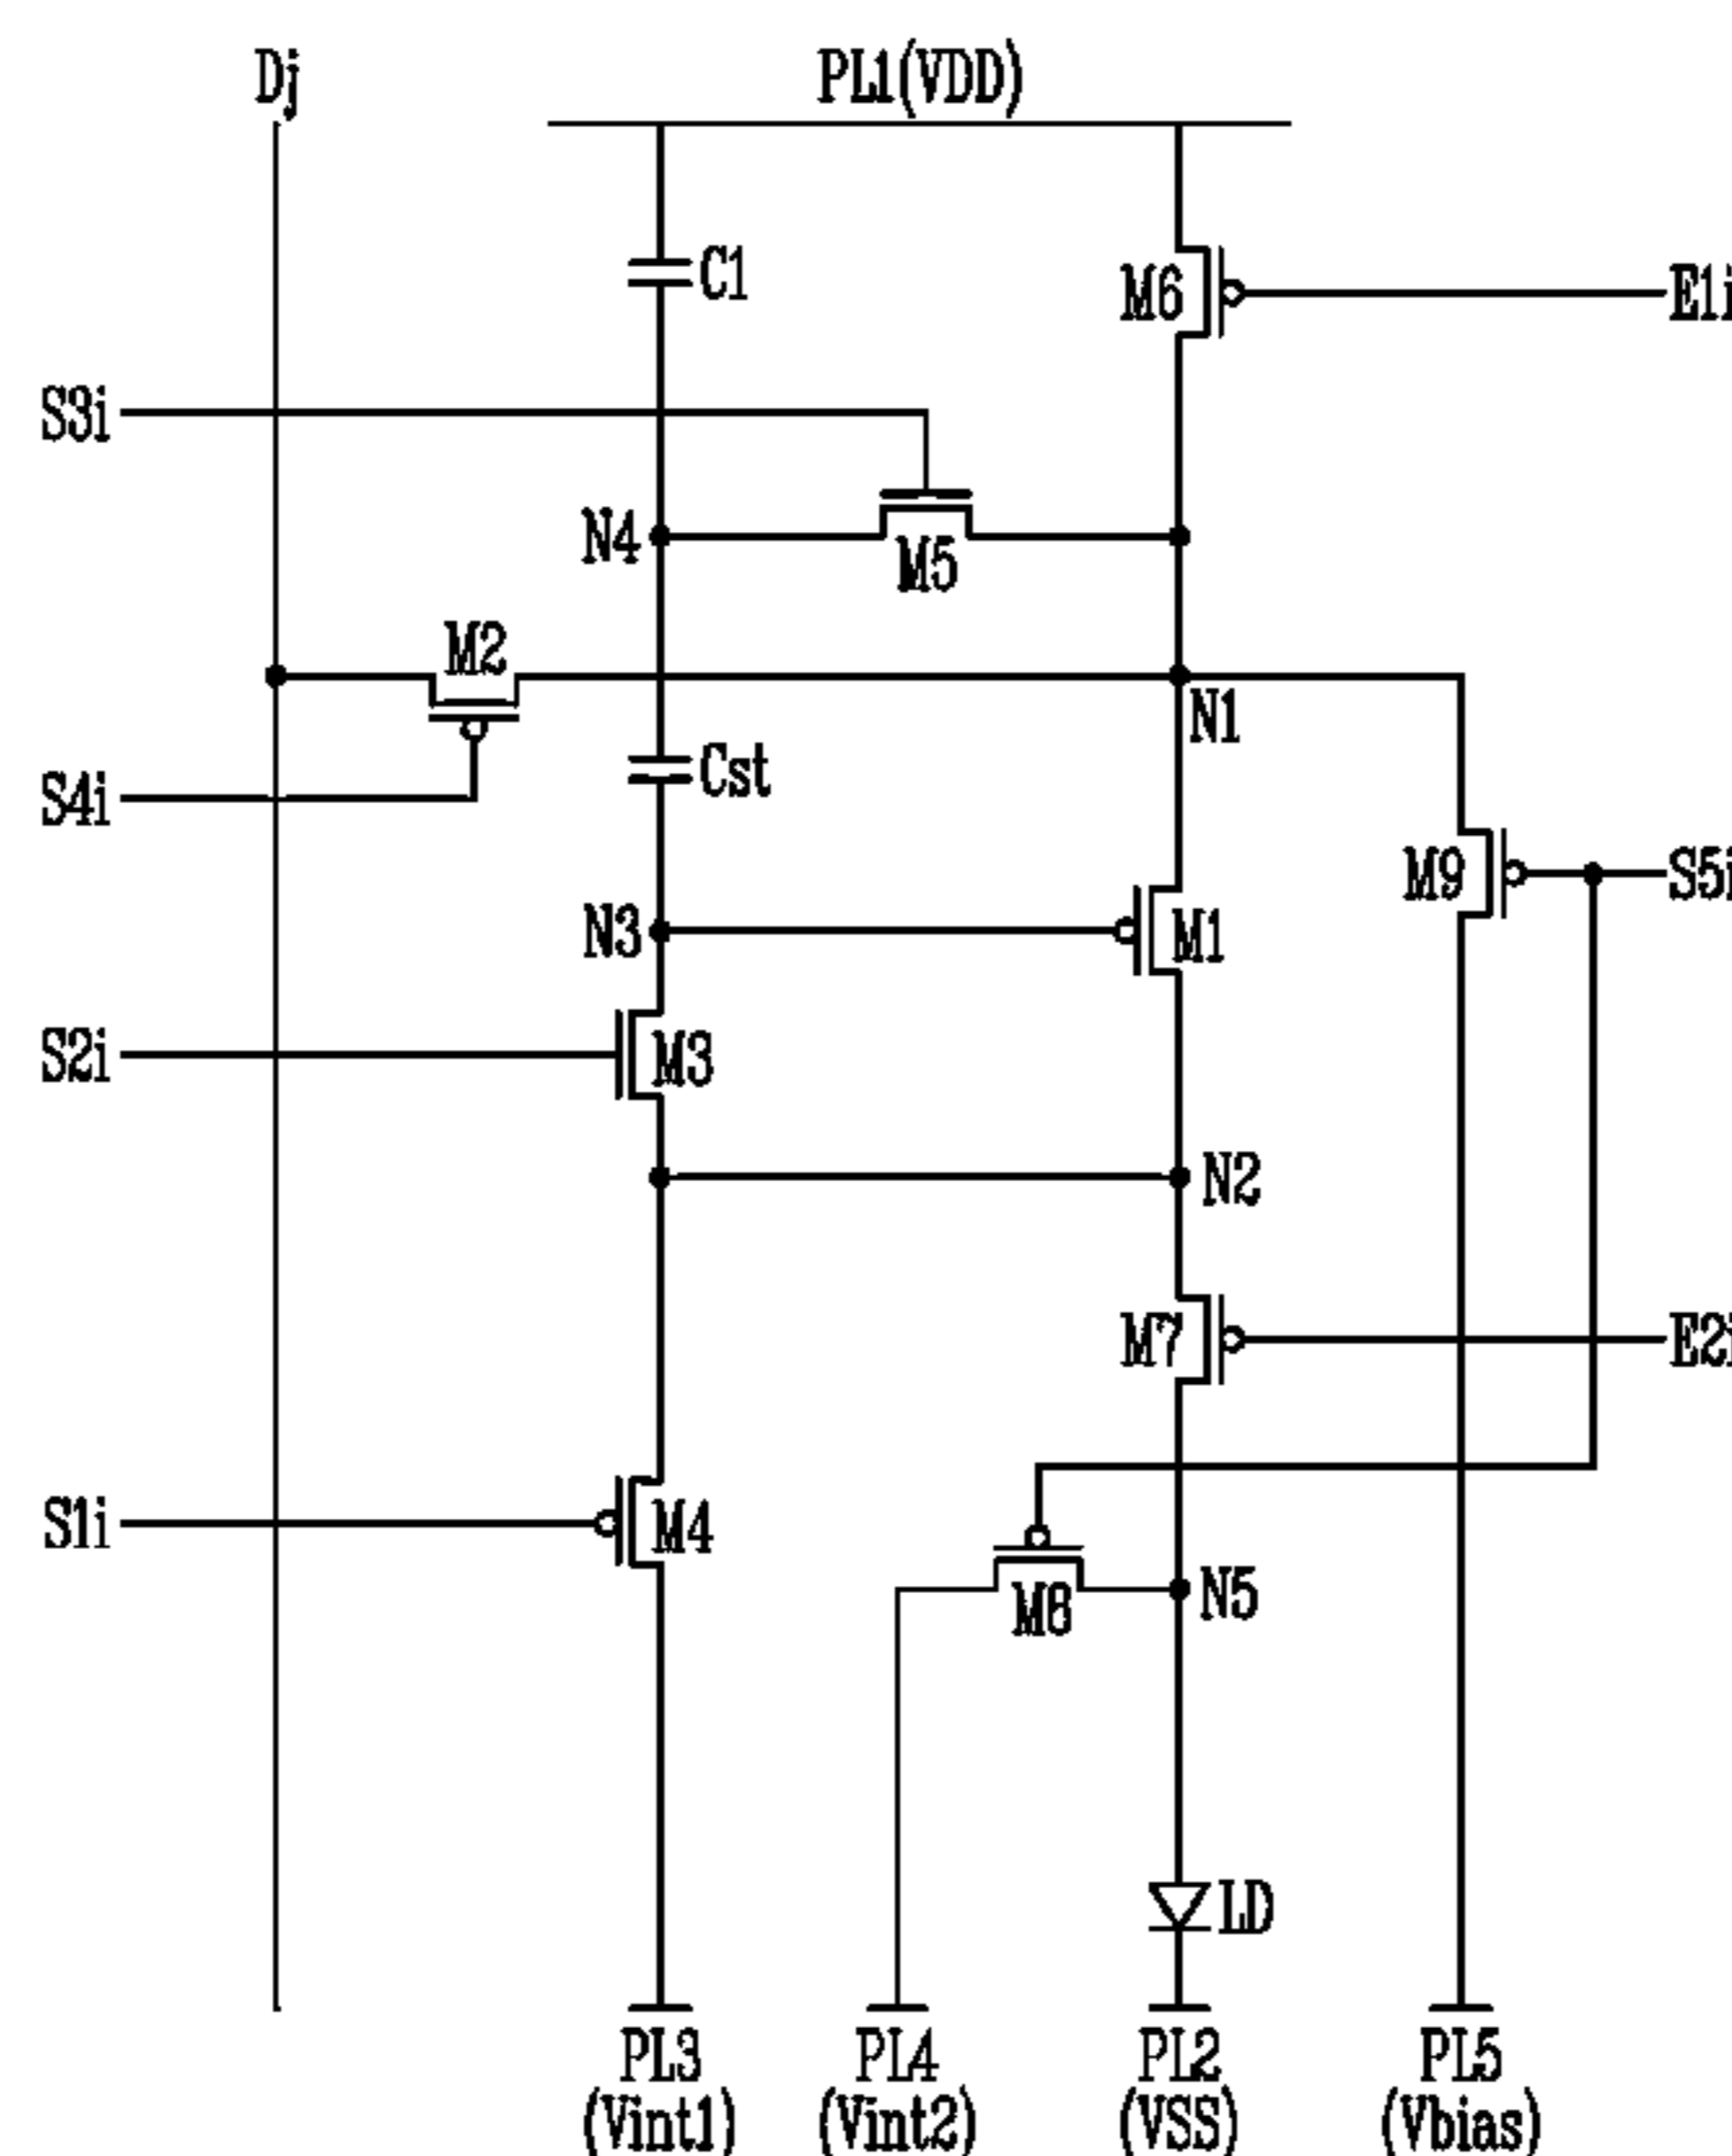 Dj
PL1(VDD)
C1
M6
E1i
S3i
N4
M5
M2
N1
Cst
S4i
M9
S5i
N3
M1
S2i
M3
N2
M7
E2i
S1i
M4
M8
N5
LD
PL3
(Vint1)
PL4
(Vint2)
PL2
(VSS)
PL5
(Vbias)